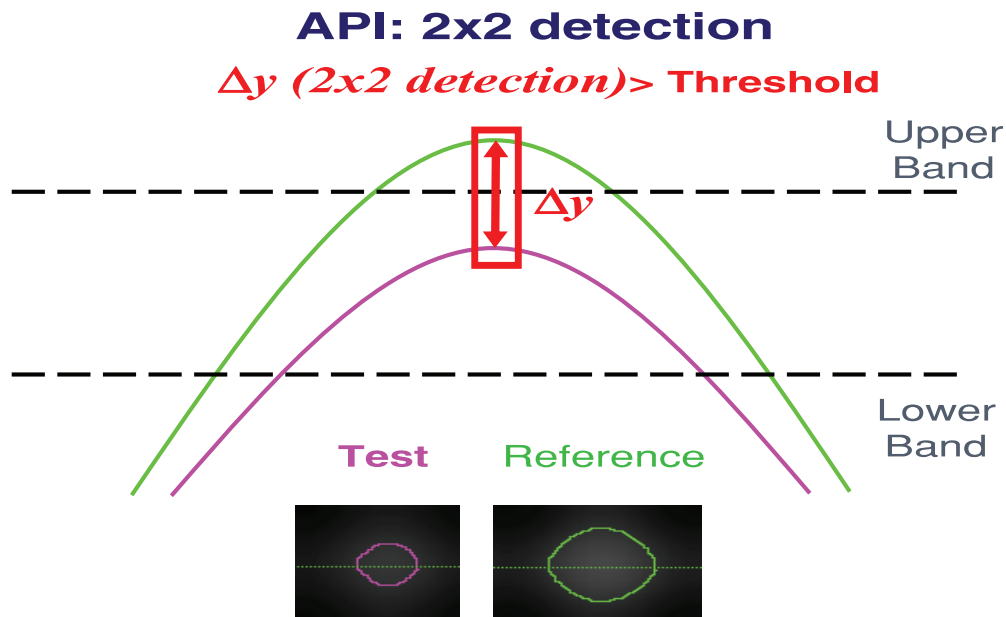 API: 2x2 detection
Δy (2x2 detection)> Threshold
Upper
Band
Δy
Lower
Band
Test Reference